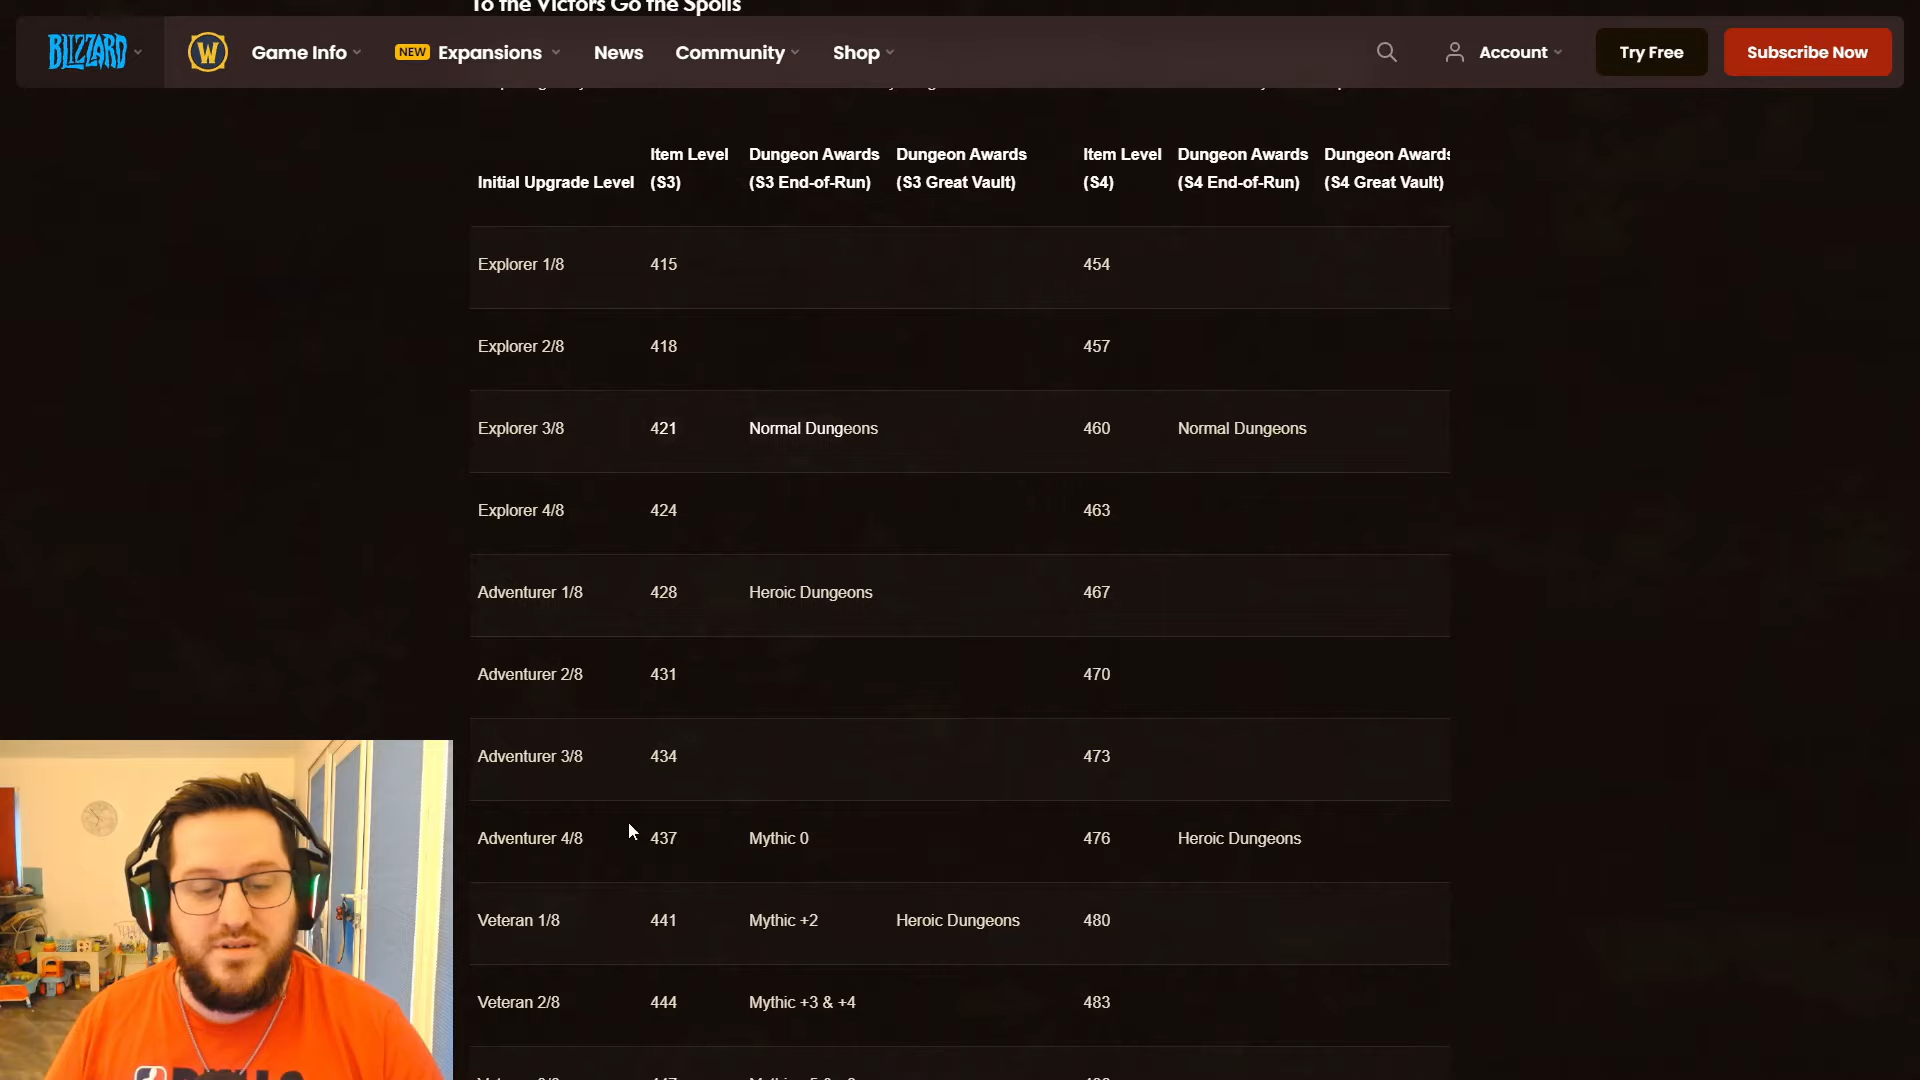 To the Victors Go the Spoils
BLIZZARD
W
Game Info
NEW Expansions
News
Community
Shop
Account
Try Free
Subscribe Now
Initial Upgrade Level
Item Level (S3)
Dungeon Awards (S3 End-of-Run)
Dungeon Awards (S3 Great Vault)
Item Level (S4)
Dungeon Awards (S4 End-of-Run)
Dungeon Awards (S4 Great Vault)
Explorer 1/8 415 454
Explorer 2/8 418 457
Explorer 3/8 421 Normal Dungeons 460 Normal Dungeons
Explorer 4/8 424 463
Adventurer 1/8 428 Heroic Dungeons 467
Adventurer 2/8 431 470
Adventurer 3/8 434 473
Adventurer 4/8 437 Mythic 0 476 Heroic Dungeons
Veteran 1/8 441 Mythic +2 Heroic Dungeons 480
Veteran 2/8 444 Mythic +3 & +4 483